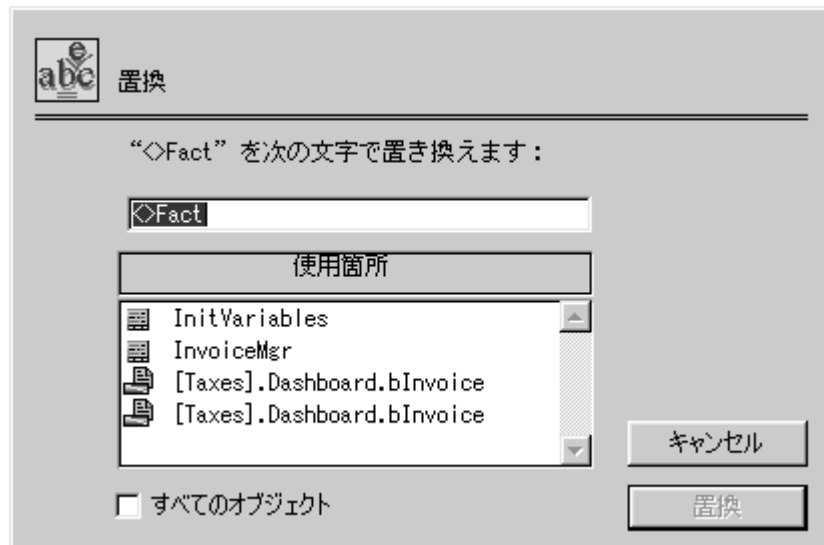 abc e
置換
“<>Fact” を次の文字で置き換えます：
<>Fact
使用箇所
InitVariables
InvoiceMgr
[Taxes].Dashboard.bInvoice
[Taxes].Dashboard.bInvoice
キャンセル
すべてのオブジェクト
置換